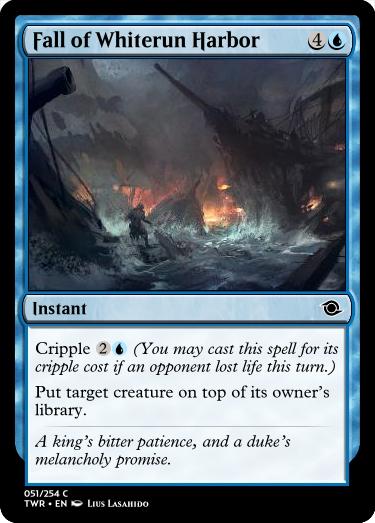 Fall of Whiterun Harbor 4
Instant
Cripple 2 (You may cast this spell for its
cripple cost if an opponent lost life this turn.)
Put target creature on top of its owner's
library.
A king's bitter patience, and a duke's
melancholy promise.
051/254 C
TWR • EN Lius Lasahido